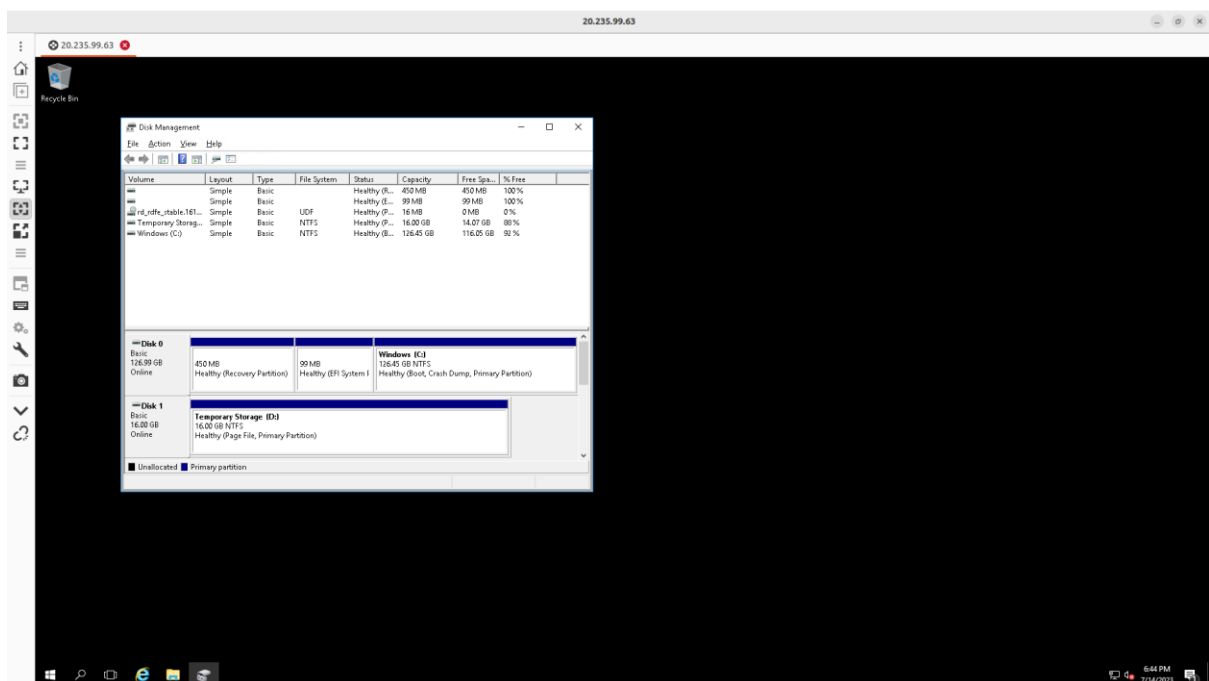 20.235.99.63
20.235.99.63
Recycle Bin
Disk Management
File Action View Help
Volume Layout Type File System Status Capacity Free Spa... % Free
Simple Basic Healthy (R... 450 MB 450 MB 100 %
Simple Basic Healthy (E... 99 MB 99 MB 100 %
rd_rdfe_stable.161... Simple Basic UDF Healthy (P... 16 MB 0 MB 0 %
Temporary Storag... Simple Basic NTFS Healthy (P... 16.00 GB 14.07 GB 88 %
Windows (C:) Simple Basic NTFS Healthy (B... 126.45 GB 116.05 GB 92 %
Disk 0
Basic
126.99 GB
Online
450 MB
Healthy (Recovery Partition)
99 MB
Healthy (EFI System
Windows (C:)
126.45 GB NTFS
Healthy (Boot, Crash Dump, Primary Partition)
Disk 1
Basic
16.00 GB
Online
Temporary Storage (D:)
16.00 GB NTFS
Healthy (Page File, Primary Partition)
Unallocated Primary partition
6:44 PM
7/14/2023